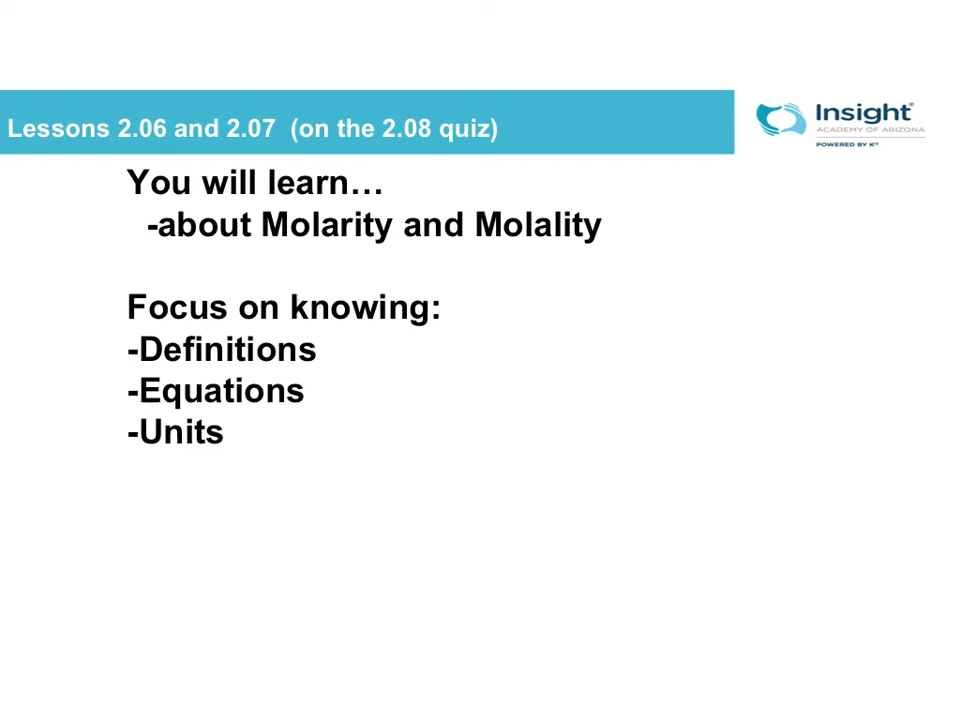 Lessons 2.06 and 2.07 (on the 2.08 quiz)
Insight®
ACADEMY OF ARIZONA
POWERED BY K¹²
You will learn…
-about Molarity and Molality
Focus on knowing:
-Definitions
-Equations
-Units